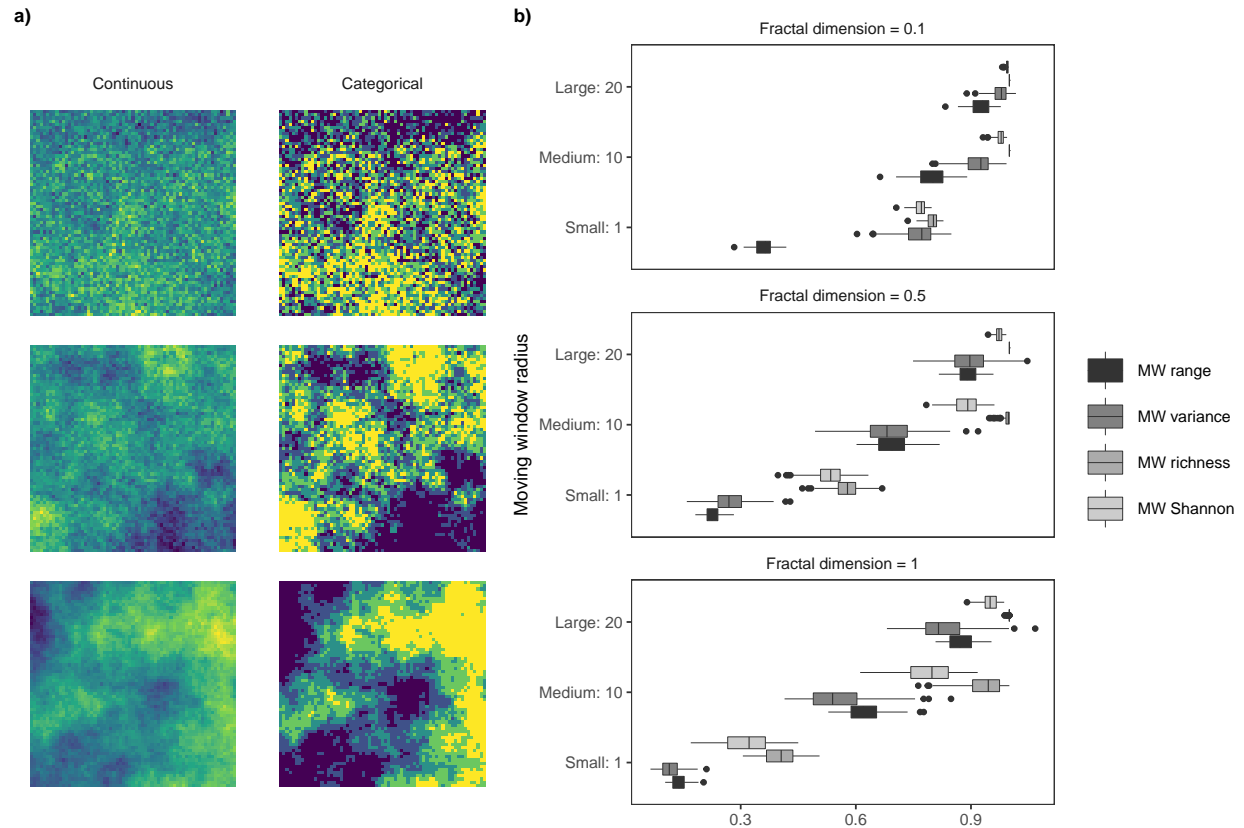 a)
Continuous
Categorical
b)
Fractal dimension = 0.1
Large: 20
Medium: 10
Small: 1
Fractal dimension = 0.5
Large: 20
Medium: 10
Small: 1
Fractal dimension = 1
Large: 20
Medium: 10
Small: 1
0.3 0.6 0.9
Moving window radius
MW range
MW variance
MW richness
MW Shannon